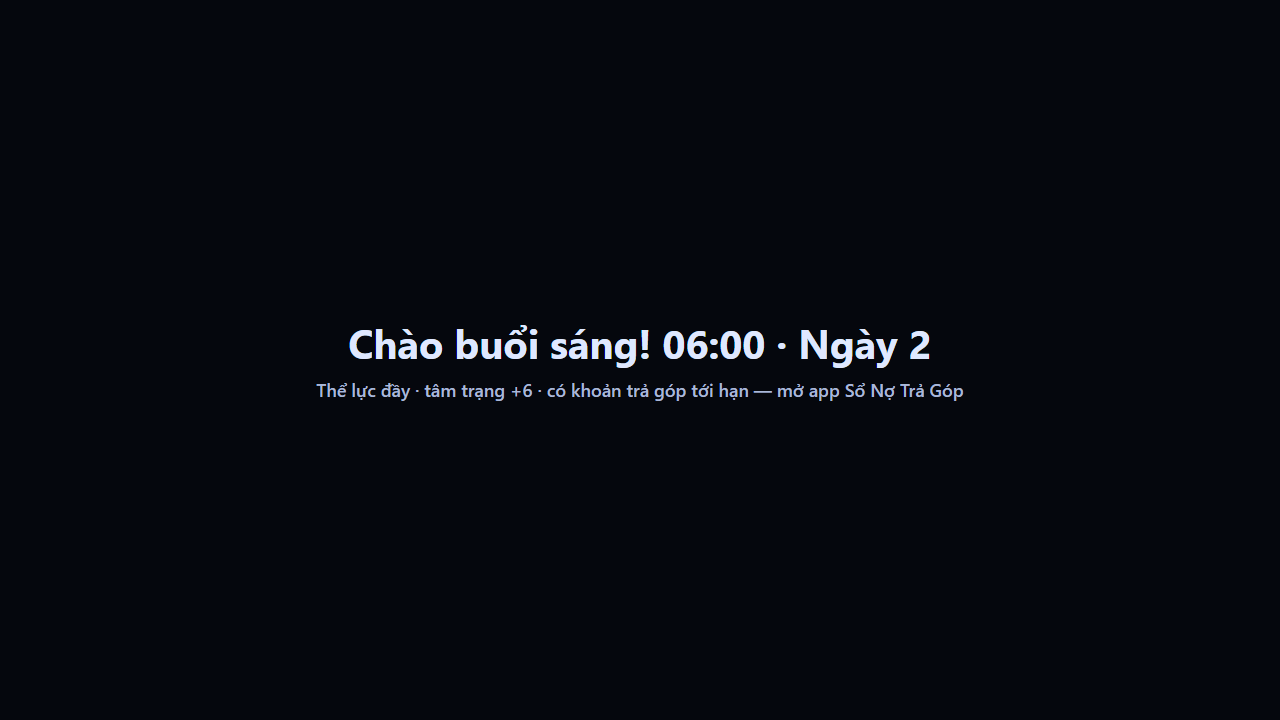 Chào buổi sáng! 06:00 · Ngày 2
Thể lực đầy · tâm trạng +6 · có khoản trả góp tới hạn — mở app Sổ Nợ Trả Góp